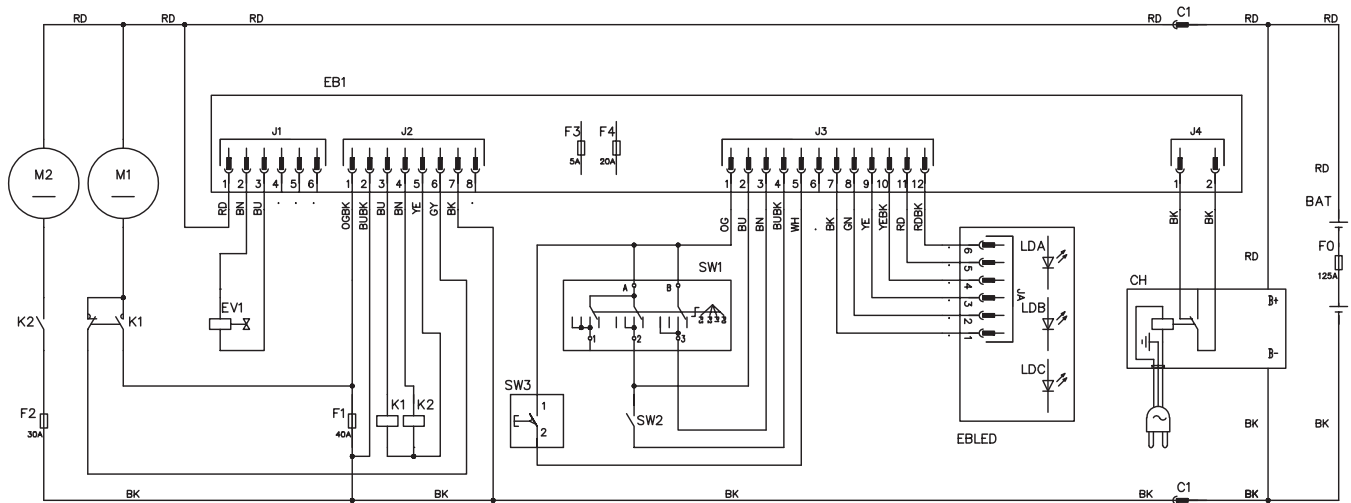 RD RD RD RD C1 RD RD
EB1
J1 J2 F3 F4 J3 J4
5A 20A
M2 M1
1 2 3 4 5 6 1 2 3 4 5 6 7 8 1 2 3 4 5 6 7 8 9 10 11 12 1 2
RD BN BU . . . OGBK BUBK BU BN YE GY BK . OG BU BN BUBK WH . BK GN YE YEBK RD RDBK BK BK
RD
BAT
F0
125A
RD
SW1
A B
1 2 3
6 5 4 3 2 1
JA
LDA
LDB
LDC
EBLED
CH
B+
B-
K2 K1 EV1
SW3
1
2
SW2
F2
30A
F1
40A
K1 K2
BK BK
BK BK BK C1 BK